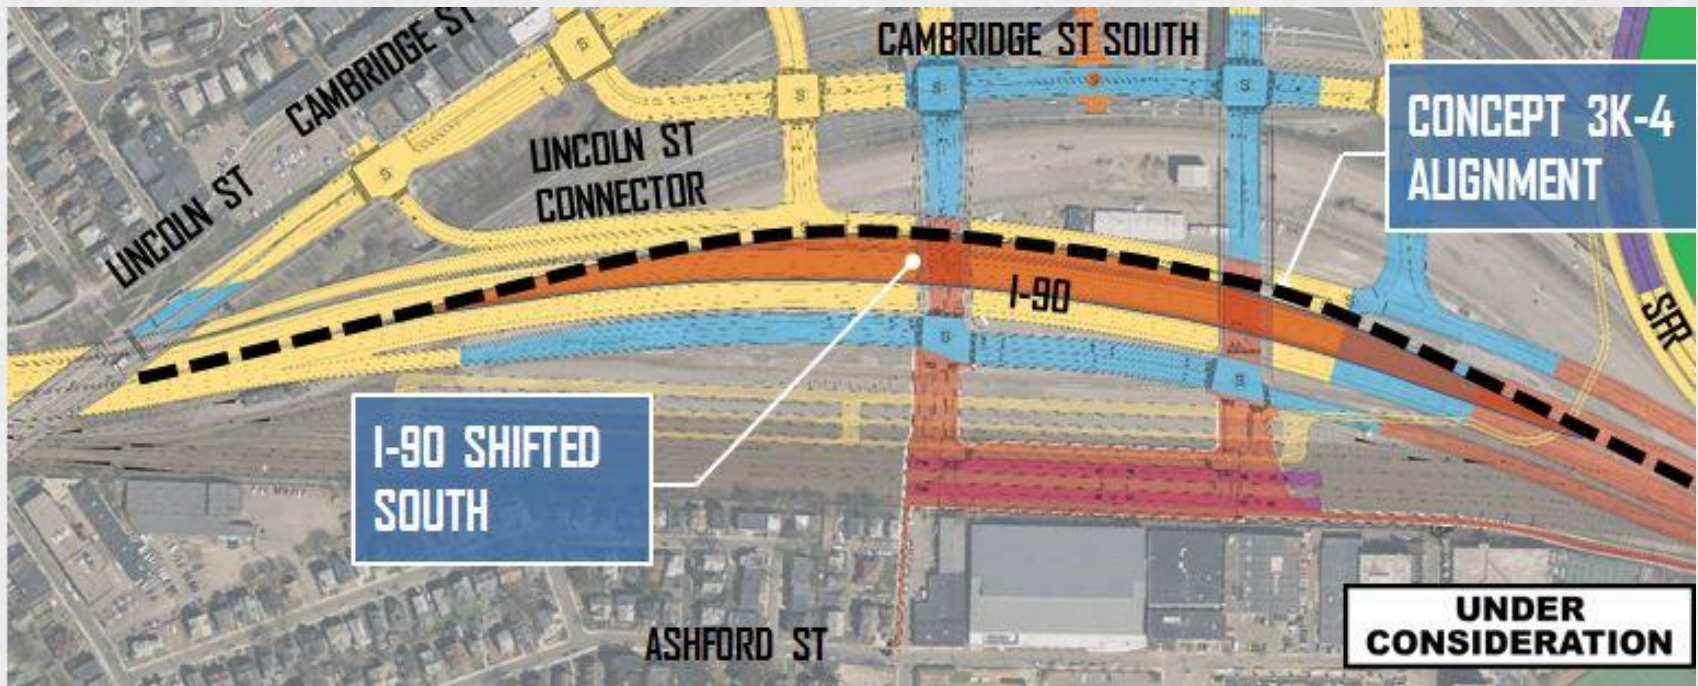 CAMBRIDGE ST
CAMBRIDGE ST SOUTH
CONCEPT 3K-4
ALIGNMENT
LINCOLN ST
CONNECTOR
LINCOLN ST
I-90
SFR
I-90 SHIFTED
SOUTH
ASHFORD ST
UNDER
CONSIDERATION
S
S
S
S
S
S
S
S